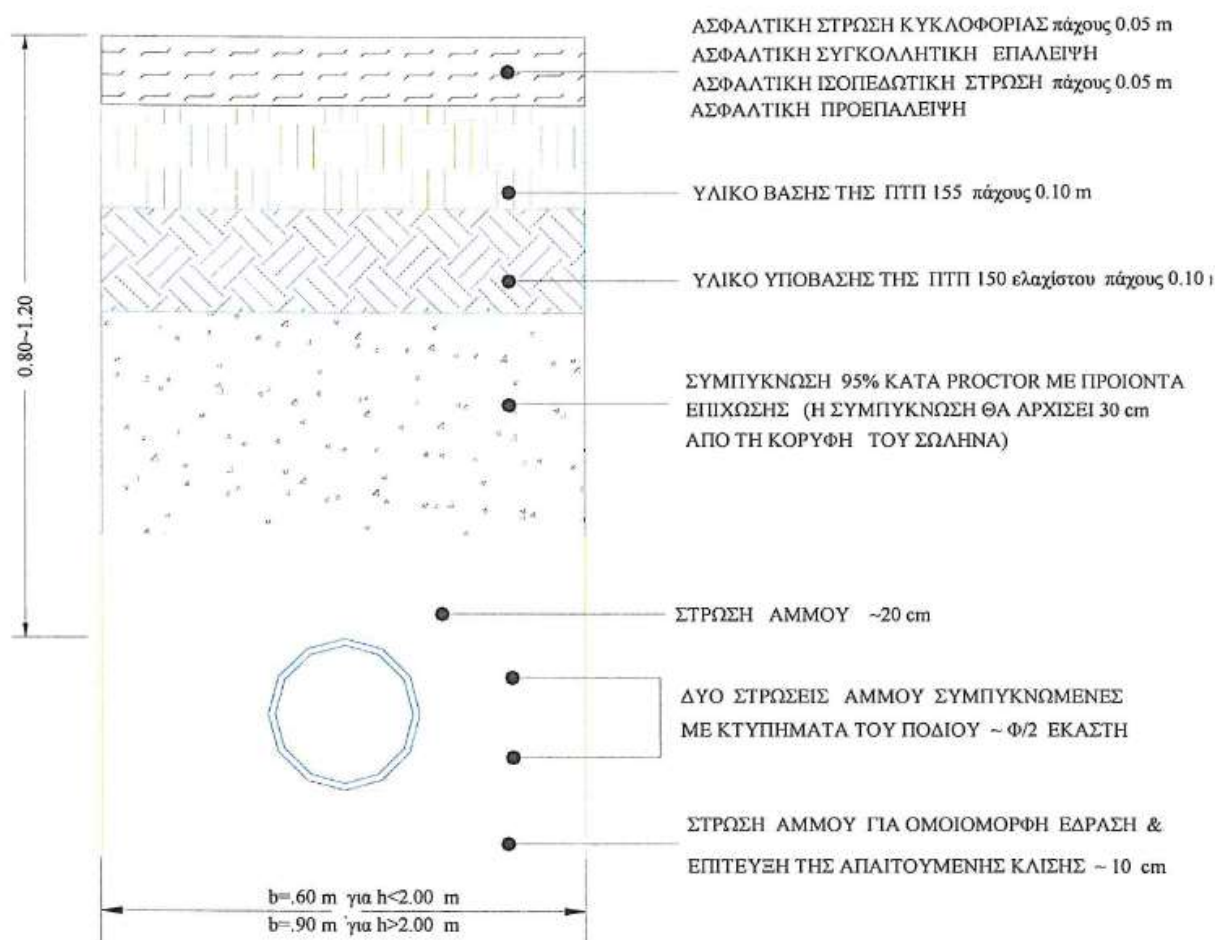 ΑΣΦΑΛΤΙΚΗ ΣΤΡΩΣΗ ΚΥΚΛΟΦΟΡΙΑΣ πάχους 0.05 m
ΑΣΦΑΛΤΙΚΗ ΣΥΓΚΟΛΛΗΤΙΚΗ ΕΠΑΛΕΙΨΗ
ΑΣΦΑΛΤΙΚΗ ΙΣΟΠΕΔΩΤΙΚΗ ΣΤΡΩΣΗ πάχους 0.05 m
ΑΣΦΑΛΤΙΚΗ ΠΡΟΕΠΑΛΕΙΨΗ
ΥΛΙΚΟ ΒΑΣΗΣ ΤΗΣ ΠΤΠ 155 πάχους 0.10 m
ΥΛΙΚΟ ΥΠΟΒΑΣΗΣ ΤΗΣ ΠΤΠ 150 ελαχίστου πάχους 0.10
0.80~1.20
ΣΥΜΠΥΚΝΩΣΗ 95% ΚΑΤΑ PROCTOR ΜΕ ΠΡΟΙΟΝΤΑ
ΕΠΙΧΩΣΗΣ (Η ΣΥΜΠΥΚΝΩΣΗ ΘΑ ΑΡΧΙΣΕΙ 30 cm
ΑΠΟ ΤΗ ΚΟΡΥΦΗ ΤΟΥ ΣΩΛΗΝΑ)
ΣΤΡΩΣΗ ΑΜΜΟΥ ~20 cm
ΔΥΟ ΣΤΡΩΣΕΙΣ ΑΜΜΟΥ ΣΥΜΠΥΚΝΩΜΕΝΕΣ
ΜΕ ΚΤΥΠΗΜΑΤΑ ΤΟΥ ΠΟΔΙΟΥ ~ Φ/2 ΕΚΑΣΤΗ
ΣΤΡΩΣΗ ΑΜΜΟΥ ΓΙΑ ΟΜΟΙΟΜΟΡΦΗ ΕΔΡΑΣΗ &
ΕΠΙΤΕΥΞΗ ΤΗΣ ΑΠΑΙΤΟΥΜΕΝΗΣ ΚΛΙΣΗΣ ~ 10 cm
b=.60 m για h<2.00 m
b=.90 m για h>2.00 m